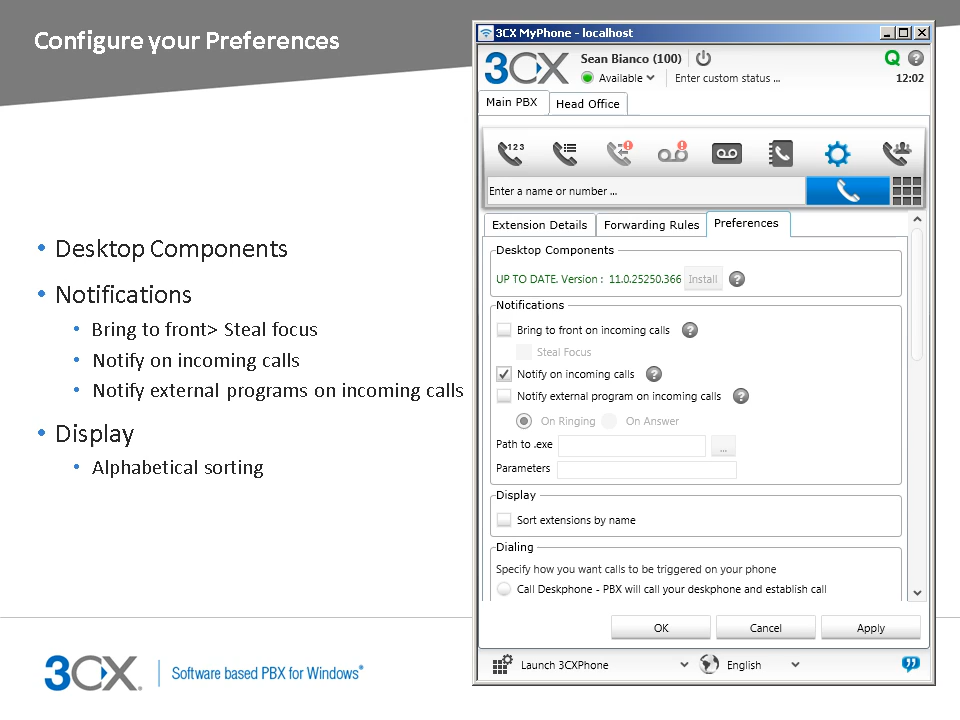 Configure your Preferences
• Desktop Components
• Notifications
• Bring to front> Steal focus
• Notify on incoming calls
• Notify external programs on incoming calls
• Display
• Alphabetical sorting
3CX MyPhone - localhost
3CX
Sean Bianco (100)
Available
Enter custom status ...
Q ?
12:02
Main PBX
Head Office
123
Enter a name or number ...
Extension Details
Forwarding Rules
Preferences
Desktop Components
UP TO DATE. Version : 11.0.25250.366
Install
?
Notifications
Bring to front on incoming calls ?
Steal Focus
Notify on incoming calls ?
Notify external program on incoming calls ?
On Ringing
On Answer
Path to .exe
...
Parameters
Display
Sort extensions by name
Dialing
Specify how you want calls to be triggered on your phone
Call Deskphone - PBX will call your deskphone and establish call
OK
Cancel
Apply
Launch 3CXPhone
English
3CX.
Software based PBX for Windows®